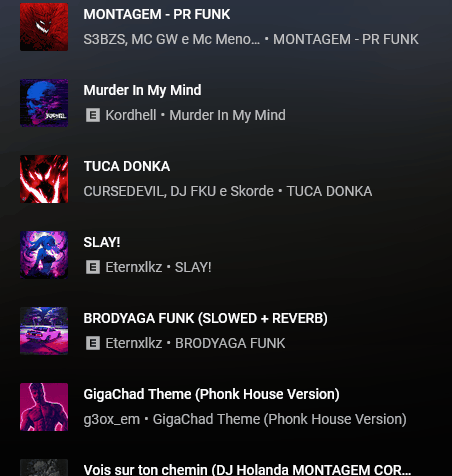 MONTAGEM - PR FUNK
S3BZS, MC GW e Mc Meno... • MONTAGEM - PR FUNK
Murder In My Mind
E Kordhell • Murder In My Mind
TUCA DONKA
CURSEDEVIL, DJ FKU e Skorde • TUCA DONKA
SLAY!
E Eternxlkz • SLAY!
BRODYAGA FUNK (SLOWED + REVERB)
E Eternxlkz • BRODYAGA FUNK
GigaChad Theme (Phonk House Version)
g3ox_em • GigaChad Theme (Phonk House Version)
Vois sur ton chemin (DJ Holanda MONTAGEM COR...